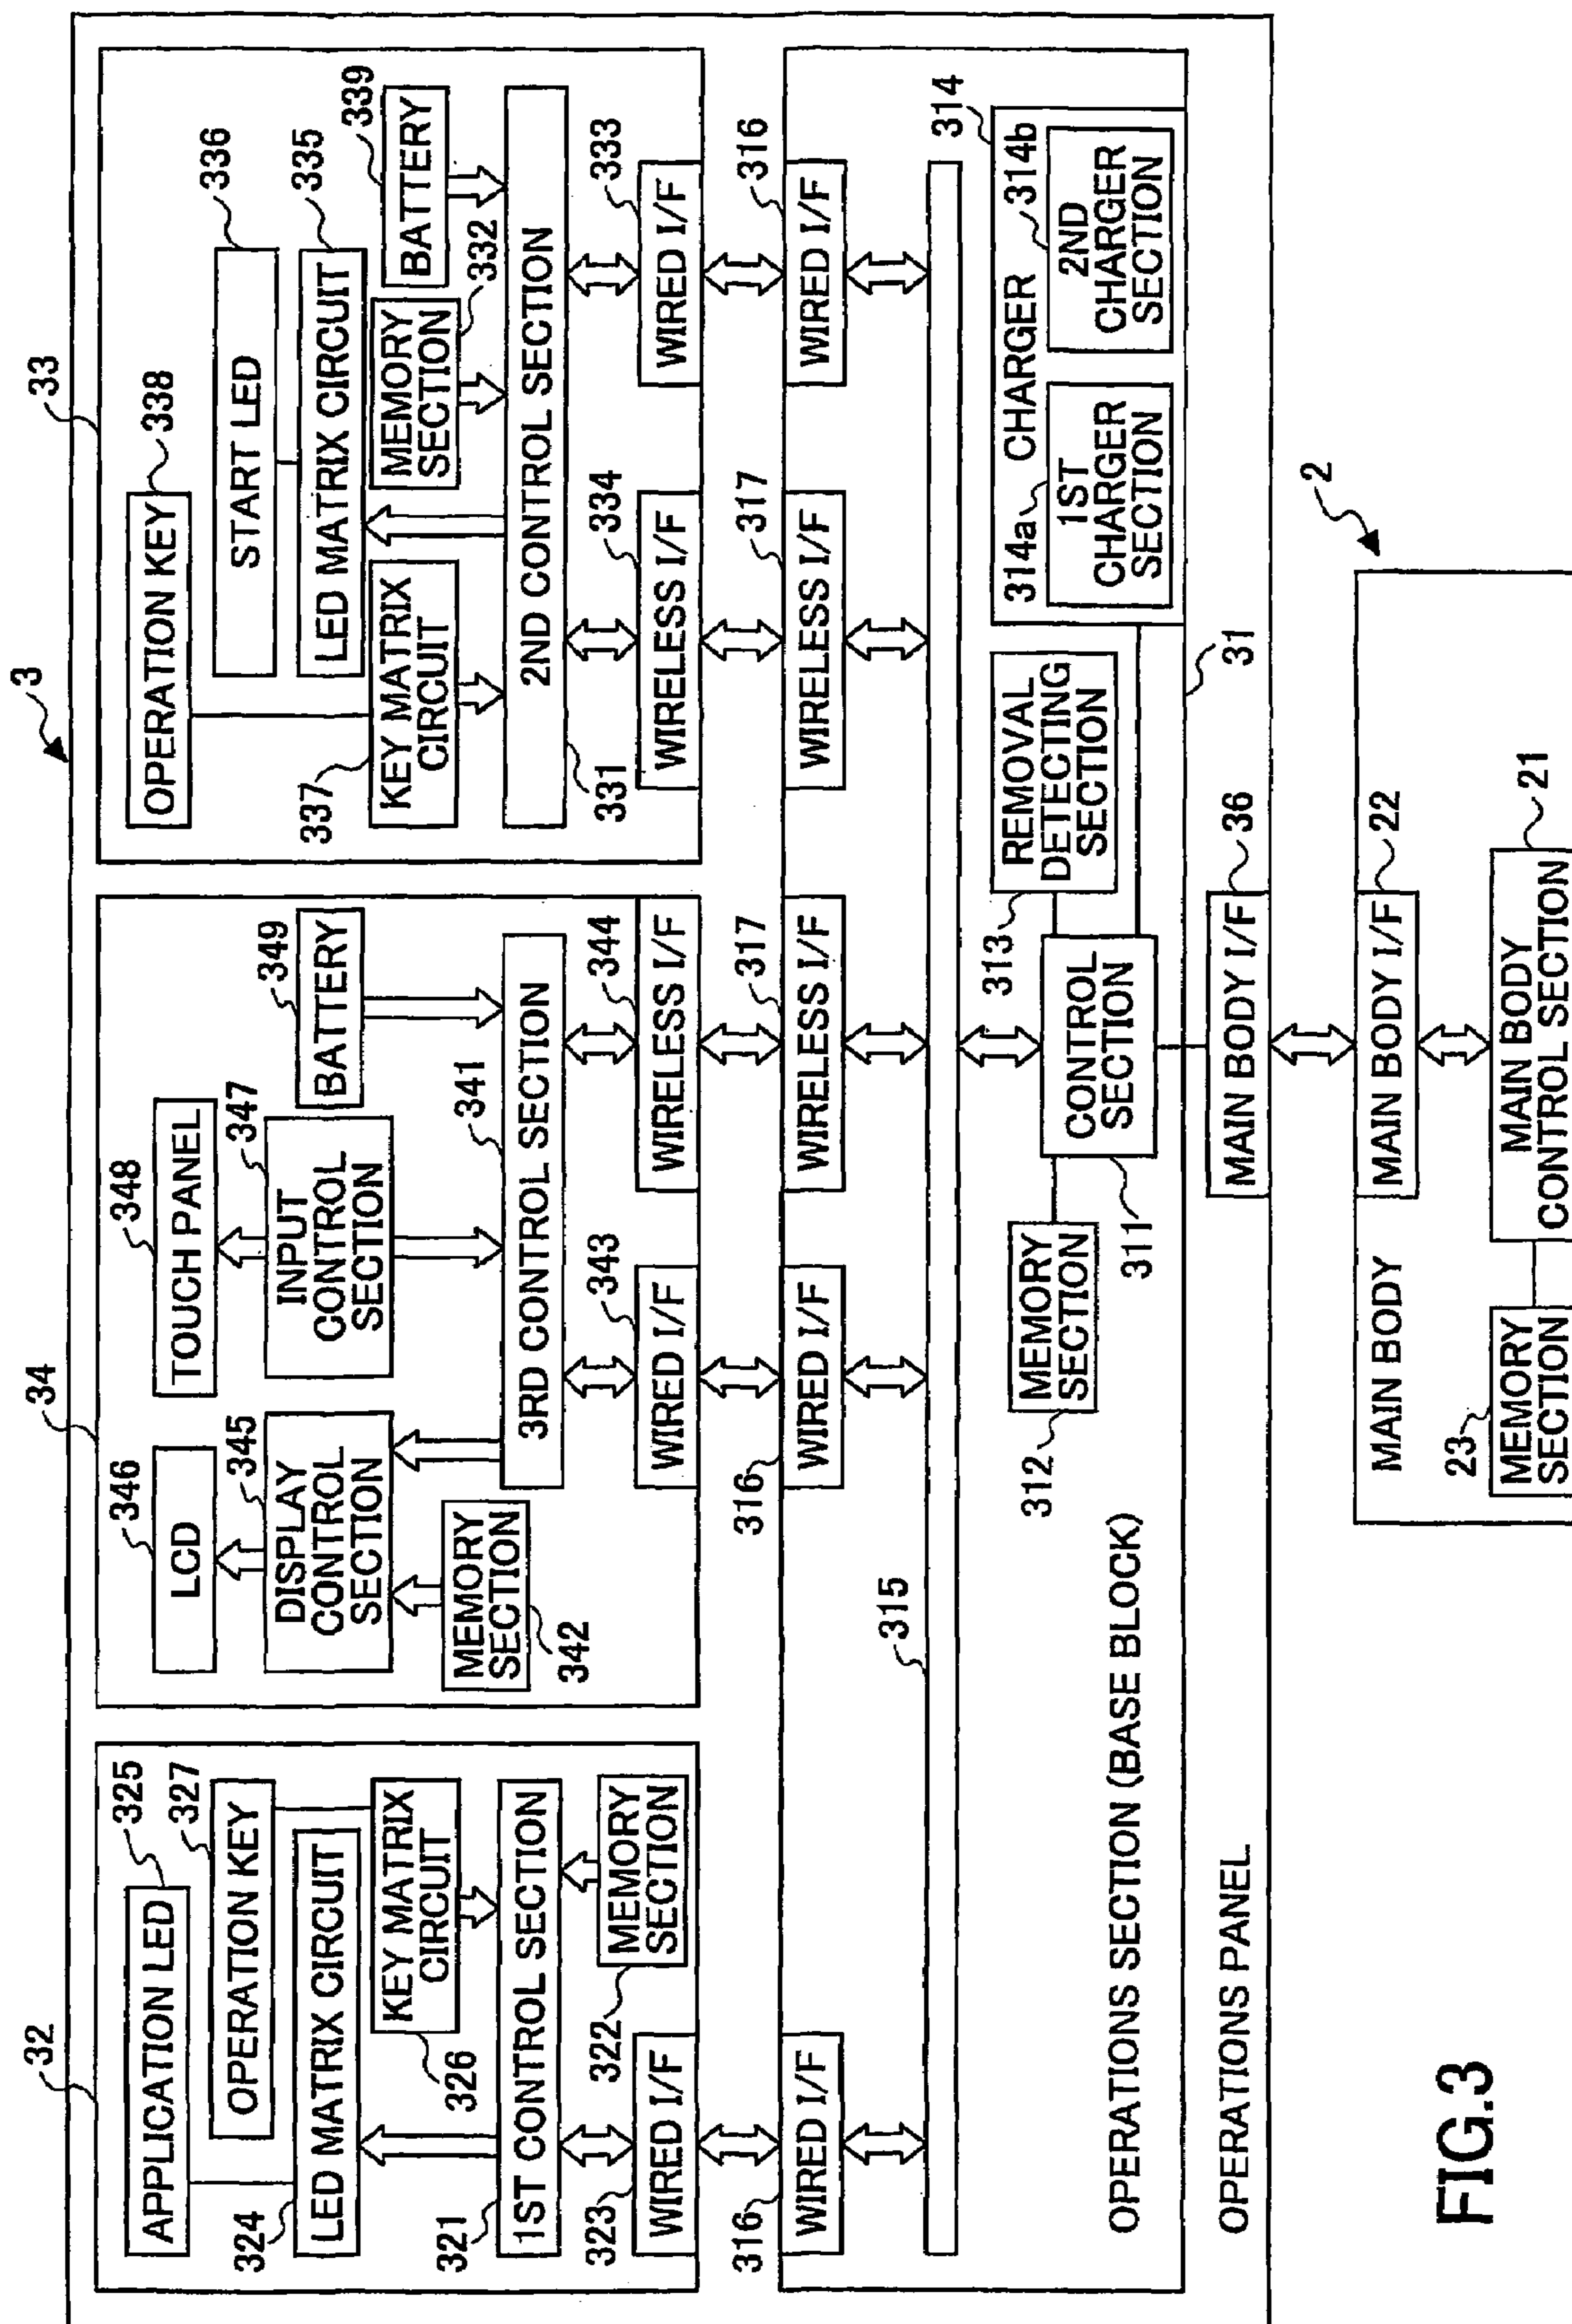 3
32
APPLICATION LED
325
OPERATION KEY
327
LED MATRIX CIRCUIT
324
KEY MATRIX
CIRCUIT
326
1ST CONTROL SECTION
321
MEMORY
SECTION
322
WIRED I/F
323
34
LCD
346
TOUCH PANEL
348
DISPLAY
CONTROL
SECTION
345
INPUT
CONTROL
SECTION
347
BATTERY
349
MEMORY
SECTION
342
3RD CONTROL SECTION
341
WIRED I/F
343
WIRELESS I/F
344
33
OPERATION KEY
338
START LED
336
LED MATRIX CIRCUIT
335
KEY MATRIX
CIRCUIT
337
MEMORY
SECTION
332
BATTERY
339
2ND CONTROL SECTION
331
WIRELESS I/F
334
WIRED I/F
333
WIRED I/F
316
WIRED I/F
316
WIRELESS I/F
317
WIRELESS I/F
317
WIRED I/F
316
315
MEMORY
SECTION
312
CONTROL
SECTION
311
REMOVAL
DETECTING
SECTION
313
CHARGER
314
314a
1ST
CHARGER
SECTION
314b
2ND
CHARGER
SECTION
OPERATIONS SECTION (BASE BLOCK)
31
OPERATIONS PANEL
MAIN BODY I/F
36
2
MAIN BODY
MAIN BODY I/F
22
MEMORY
SECTION
23
MAIN BODY
CONTROL SECTION
21
FIG.3